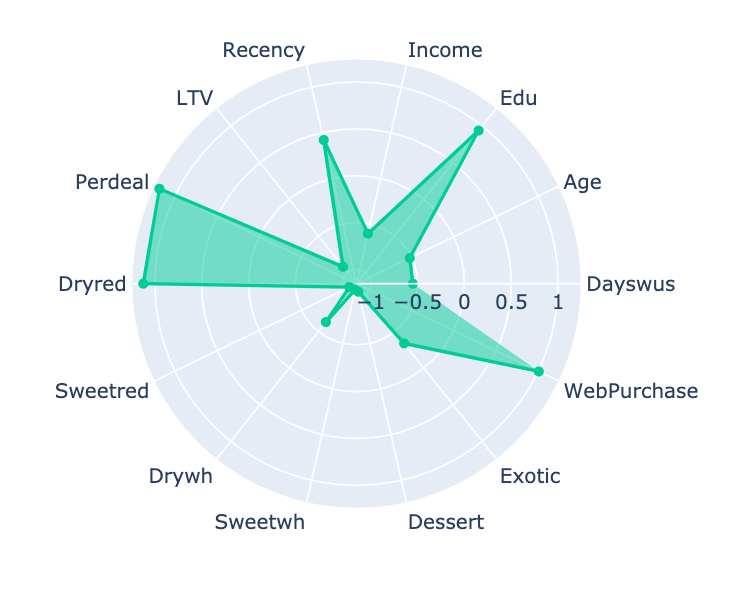 Recency
Income
LTV
Edu
Perdeal
Age
Dryred
Dayswus
−1
−0.5
0
0.5
1
Sweetred
WebPurchase
Drywh
Exotic
Sweetwh
Dessert